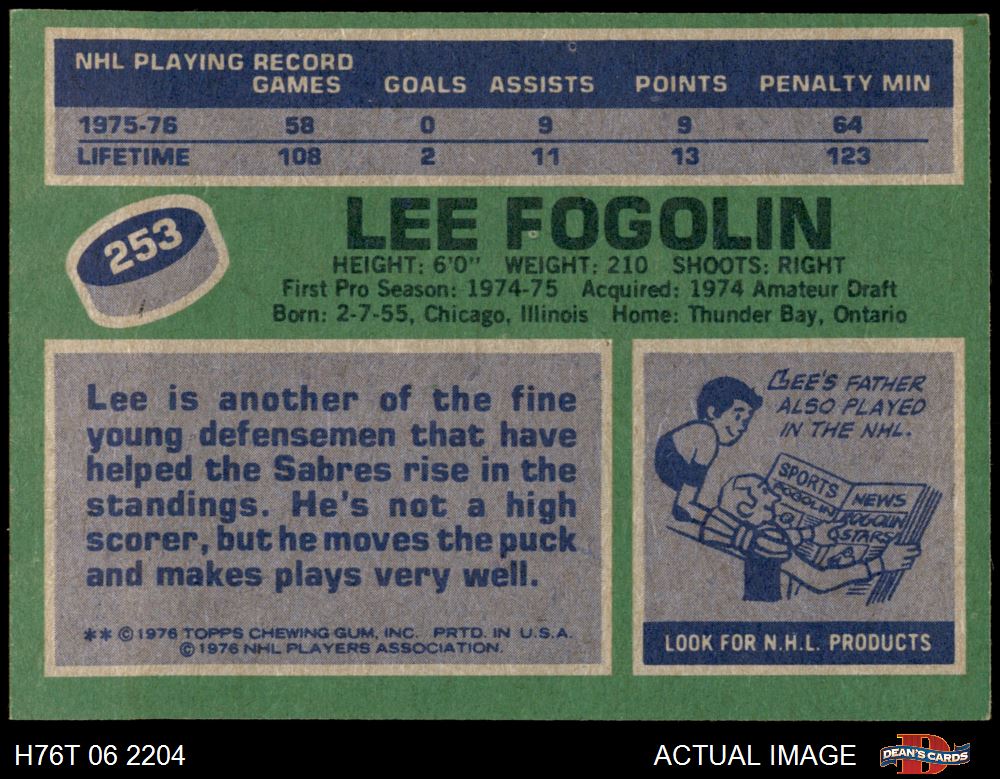 NHL PLAYING RECORD
GAMES GOALS ASSISTS POINTS PENALTY MIN
1975-76 58 0 9 9 64
LIFETIME 108 2 11 13 123
253
LEE FOGOLIN
HEIGHT: 6'0" WEIGHT: 210 SHOOTS: RIGHT
First Pro Season: 1974-75 Acquired: 1974 Amateur Draft
Born: 2-7-55, Chicago, Illinois Home: Thunder Bay, Ontario
Lee is another of the fine
young defensemen that have
helped the Sabres rise in the
standings. He's not a high
scorer, but he moves the puck
and makes plays very well.
** © 1976 TOPPS CHEWING GUM, INC. PRTD. IN U.S.A.
© 1976 NHL PLAYERS ASSOCIATION.
LEE'S FATHER
ALSO PLAYED
IN THE NHL.
SPORTS NEWS
FOGOLIN FOGOLIN
STARS
LOOK FOR N.H.L. PRODUCTS
H76T 06 2204 ACTUAL IMAGE DEAN'S CARDS